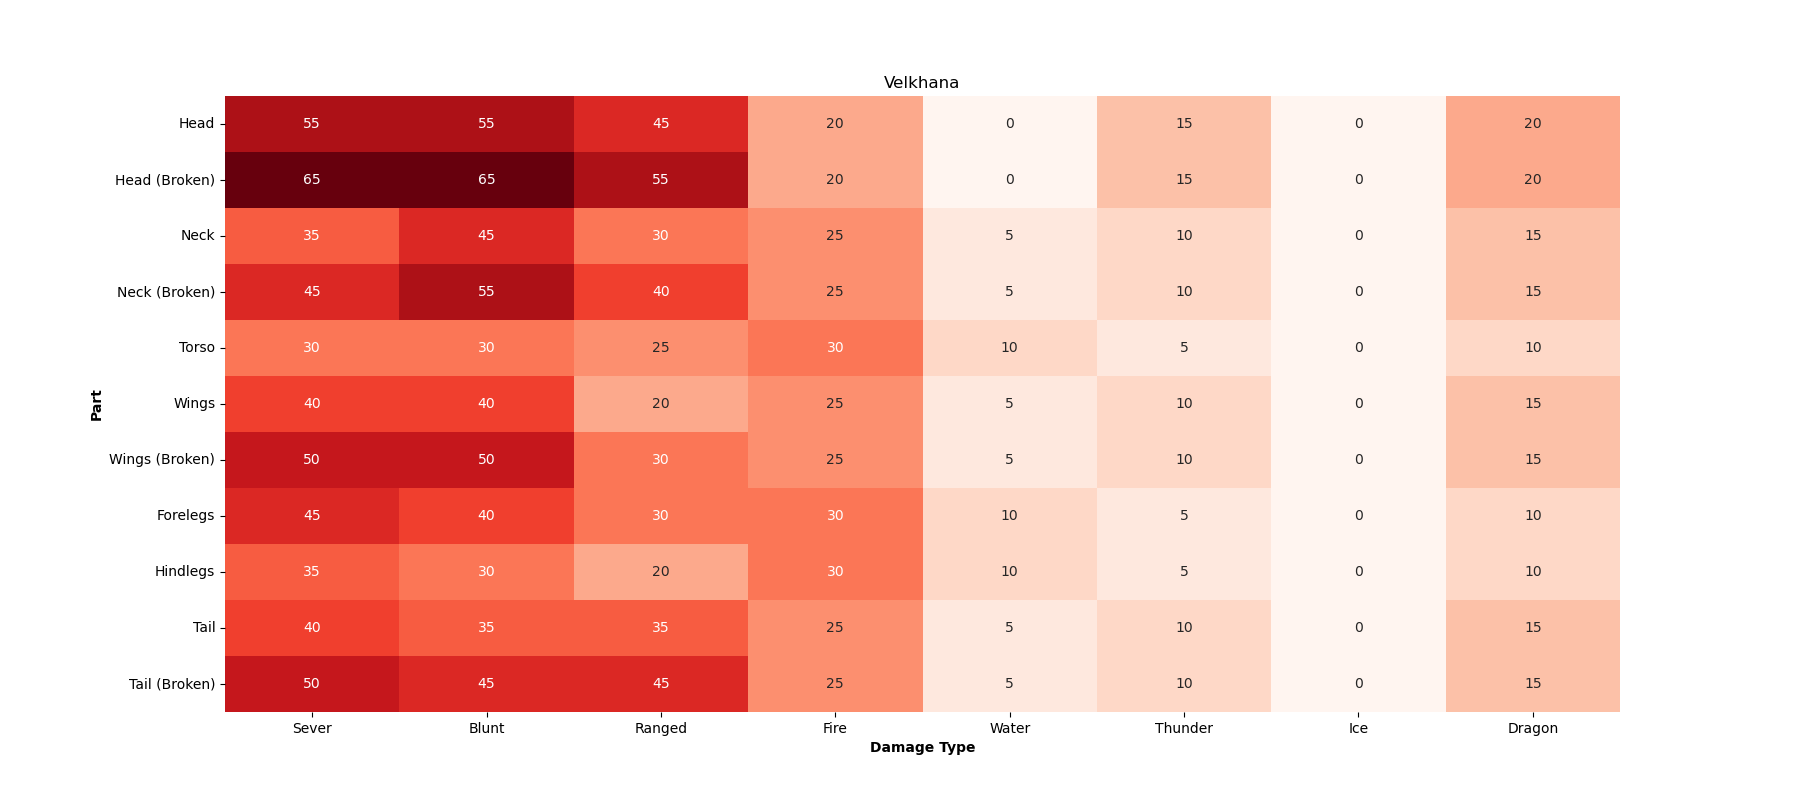 Velkhana
Head 55 55 45 20 0 15 0 20
Head (Broken) 65 65 55 20 0 15 0 20
Neck 35 45 30 25 5 10 0 15
Neck (Broken) 45 55 40 25 5 10 0 15
Torso 30 30 25 30 10 5 0 10
Wings 40 40 20 25 5 10 0 15
Wings (Broken) 50 50 30 25 5 10 0 15
Forelegs 45 40 30 30 10 5 0 10
Hindlegs 35 30 20 30 10 5 0 10
Tail 40 35 35 25 5 10 0 15
Tail (Broken) 50 45 45 25 5 10 0 15
Part
Sever Blunt Ranged Fire Water Thunder Ice Dragon
Damage Type